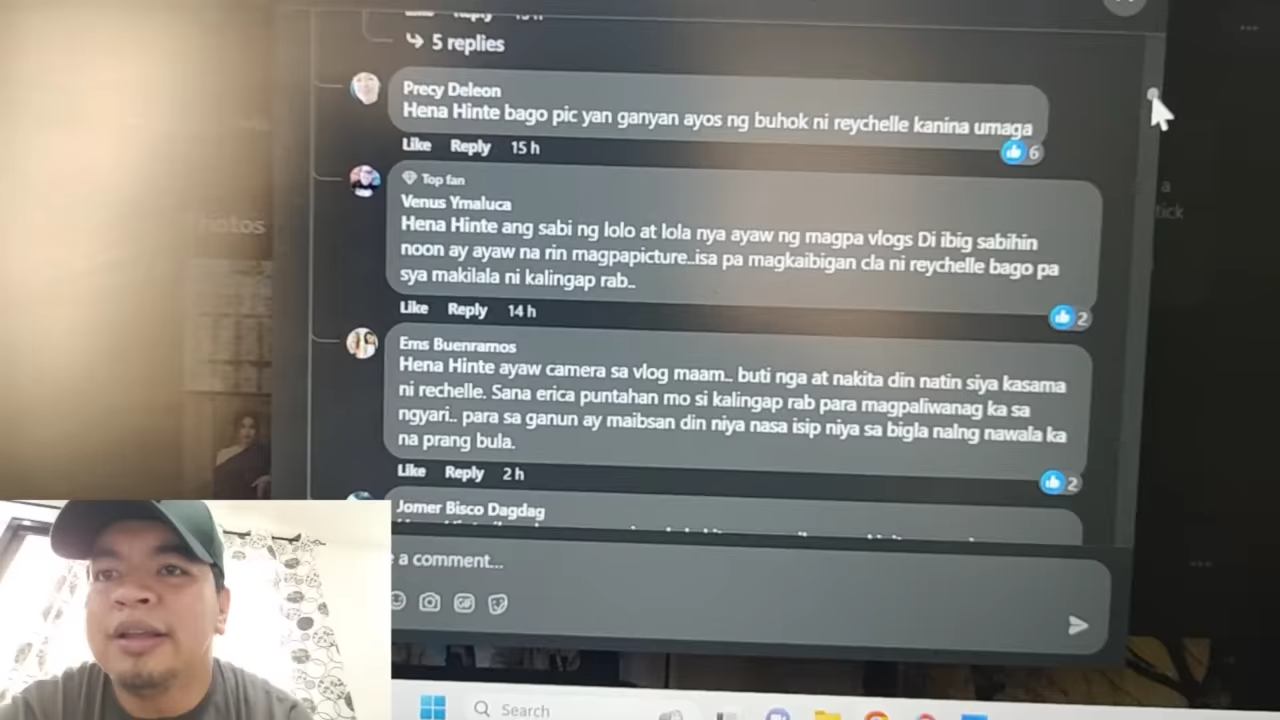 Like Reply 15 h
5 replies
Precy Deleon
Hena Hinte bago pic yan ganyan ayos ng buhok ni reychelle kanina umaga
Like Reply 15 h
6
Top fan
Venus Ymaluca
Hena Hinte ang sabi ng lolo at lola nya ayaw ng magpa vlogs Di ibig sabihin
noon ay ayaw na rin magpapicture..isa pa magkaibigan cla ni reychelle bago pa
sya makilala ni kalingap rab..
Like Reply 14 h
2
Ems Buenramos
Hena Hinte ayaw camera sa vlog maam.. buti nga at nakita din natin siya kasama
ni rechelle. Sana erica puntahan mo si kalingap rab para magpaliwanag ka sa
ngyari.. para sa ganun ay maibsan din niya nasa isip niya sa bigla nalng nawala ka
na prang bula.
Like Reply 2 h
2
Jomer Bisco Dagdag
a comment...
GIF
Search
hotos
a
tick